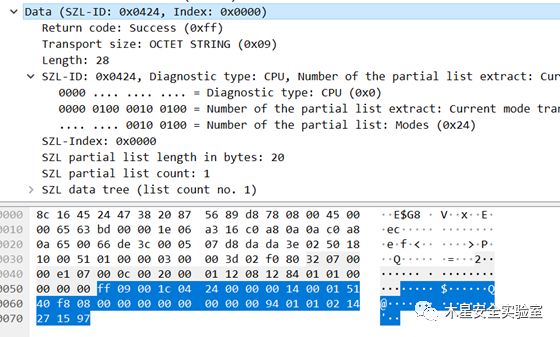 Data (SZL-ID: 0x0424, Index: 0x0000)
Return code: Success (0xff)
Transport size: OCTET STRING (0x09)
Length: 28
SZL-ID: 0x0424, Diagnostic type: CPU, Number of the partial list extract: Cu
0000 .... .... .... = Diagnostic type: CPU (0x0)
0000 0100 0010 0100 = Number of the partial list extract: Current mode tran
.... .... 0010 0100 = Number of the partial list: Modes (0x24)
SZL-Index: 0x0000
SZL partial list length in bytes: 20
SZL partial list count: 1
SZL data tree (list count no. 1)
0000 8c 16 45 24 47 38 20 87 56 89 d8 78 08 00 45 00 ··E$G8 · V··x··E·
0010 00 65 63 bd 00 00 1e 06 a3 16 c0 a8 0a 0a c0 a8 ·ec·
0020 0a 65 00 66 de 3c 00 05 07 d8 da da 3e 02 50 18 ·e·f·<·· ····>·P·
0030 10 00 51 01 00 00 03 00 00 3d 02 f0 80 32 07 00 ··Q· ·=···2··
0040 00 e1 07 00 0c 00 20 00 01 12 08 12 84 01 01 00
0050 00 00 00 ff 09 00 1c 04 24 00 00 00 14 00 01 51 $······Q
0060 40 f8 08 00 00 00 00 00 00 00 94 01 01 02 14 @
0070 27 15 97 '··
木星安全实验室